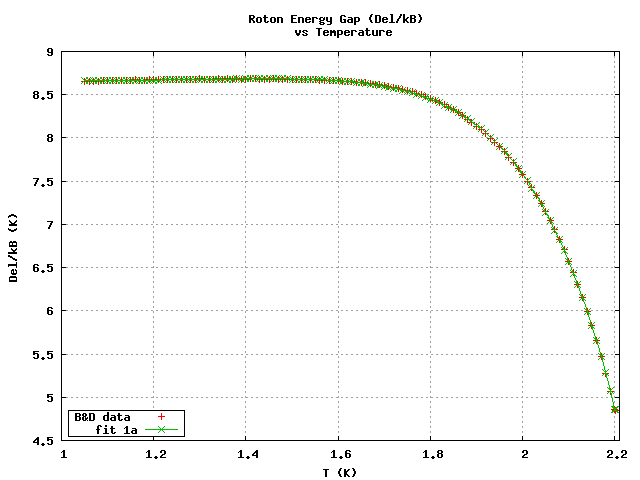 Roton Energy Gap (Del/kB)
vs Temperature
9
8.5
8
7.5
7
6.5
6
5.5
5
4.5
Del/kB (K)
B&D data
fit 1a
1 1.2 1.4 1.6 1.8 2 2.2
T (K)